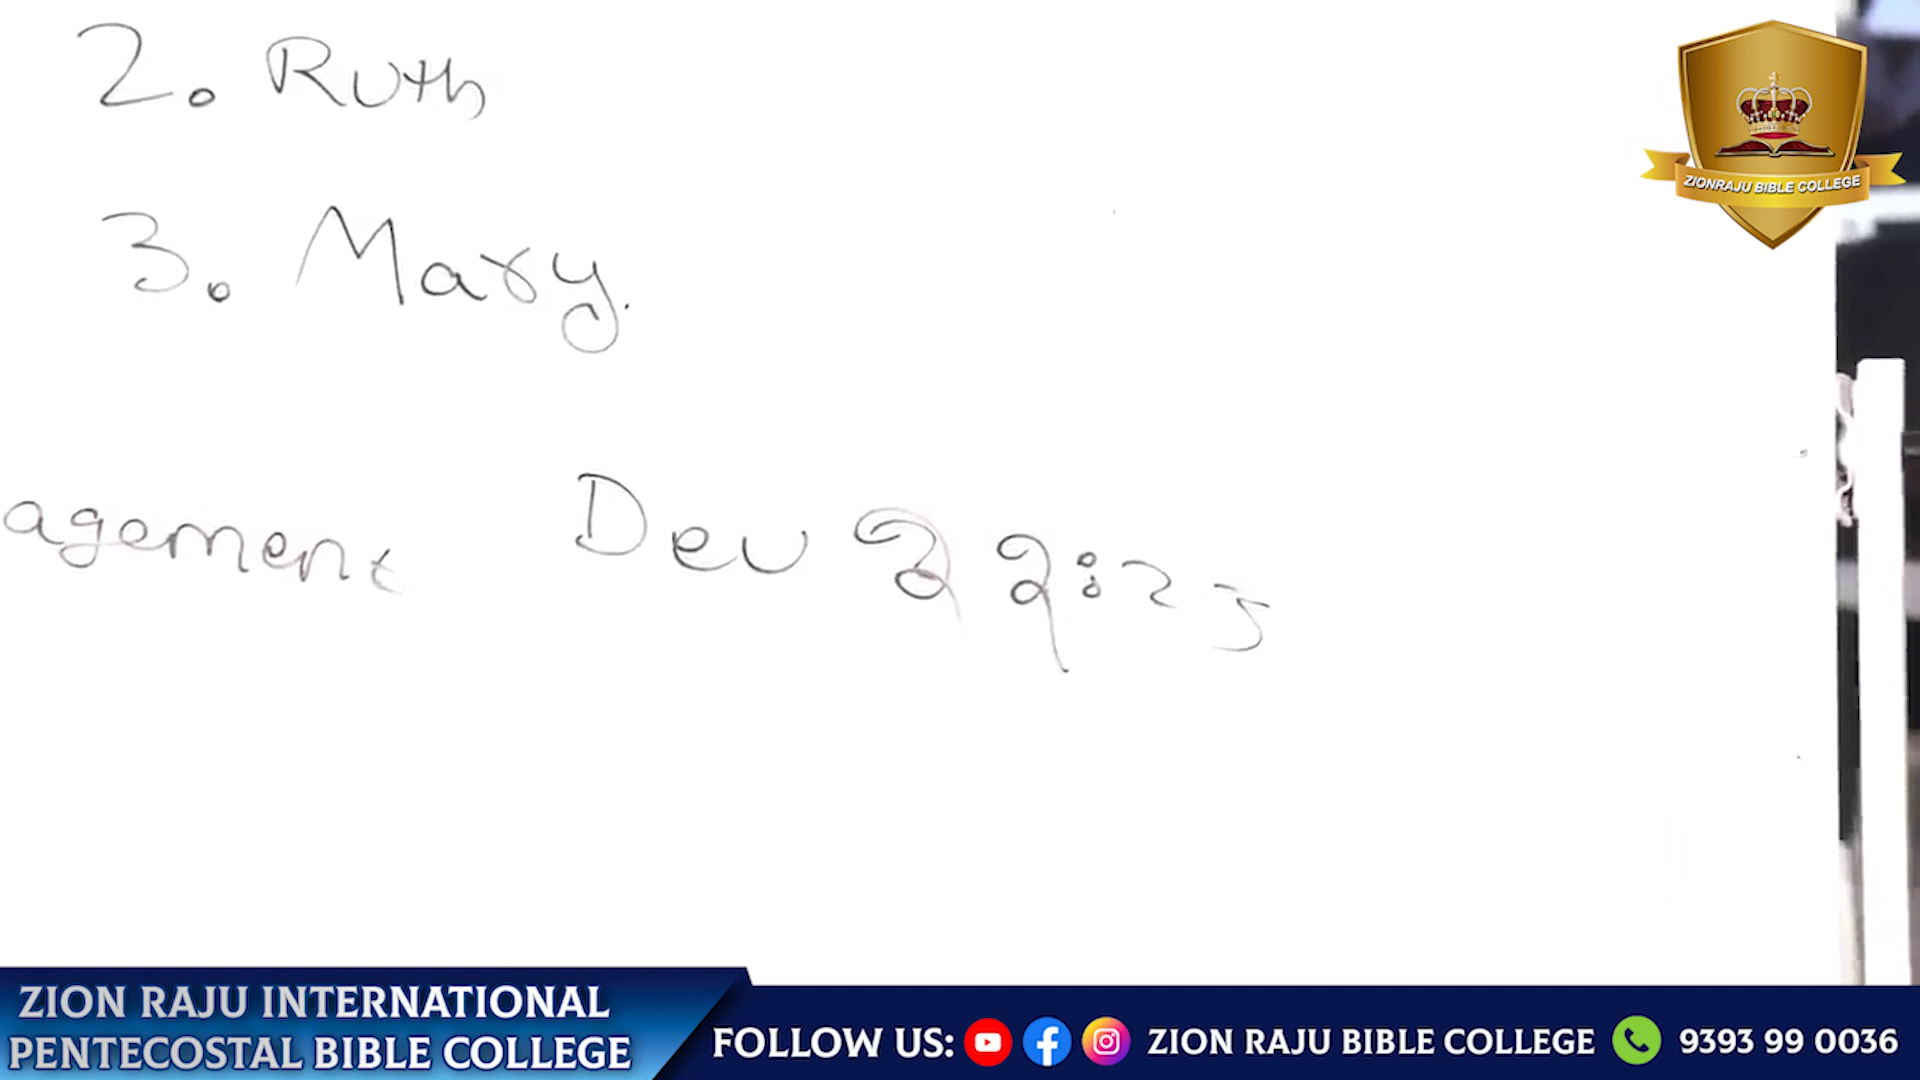 2. Ruth
3. Mary.
agement Deu 22:25
ZIONRAJU BIBLE COLLEGE
ZION RAJU INTERNATIONAL
PENTECOSTAL BIBLE COLLEGE
FOLLOW US: ZION RAJU BIBLE COLLEGE 9393 99 0036